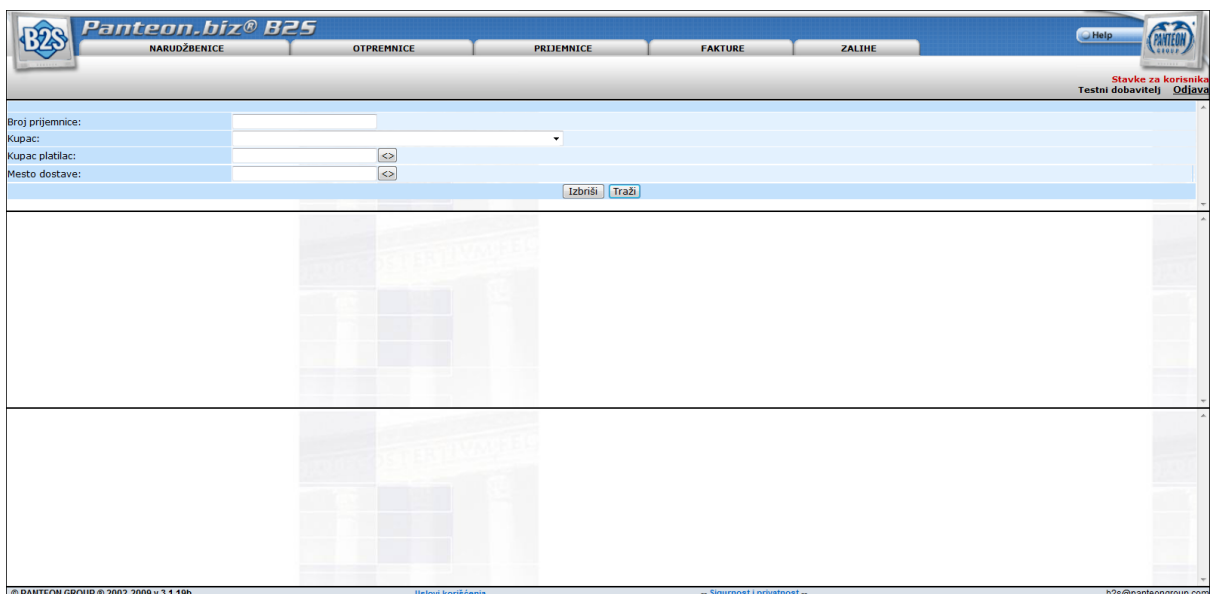 B2S
Panteon.biz® B2S
NARUDŽBENICE OTPREMNICE PRIJEMNICE FAKTURE ZALIHE
Help
PANTEON
GROUP
Stavke za korisnika
Testni dobavitelj Odjava
Broj prijemnice:
Kupac:
Kupac platilac:
<>
Mesto dostave:
<>
Izbriši Traži
© PANTEON GROUP ® 2002-2009 v 3.1.19b Uslovi korišćenja -- Sigurnost i privatnost -- b2s@panteongroup.com